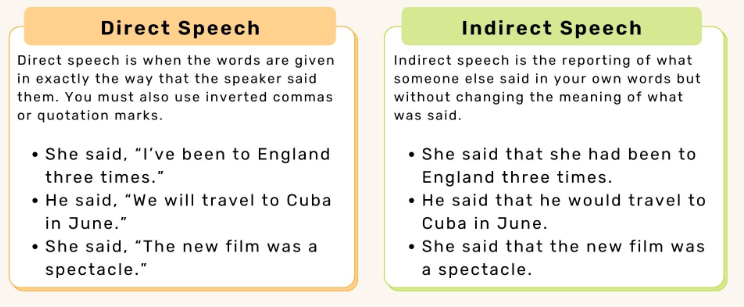 Direct Speech
Direct speech is when the words are given
in exactly the way that the speaker said
them. You must also use inverted commas
or quotation marks.
• She said, “I’ve been to England
three times.”
• He said, “We will travel to Cuba
in June.”
• She said, “The new film was a
spectacle.”
Indirect Speech
Indirect speech is the reporting of what
someone else said in your own words but
without changing the meaning of what
was said.
• She said that she had been to
England three times.
• He said that he would travel to
Cuba in June.
• She said that the new film was
a spectacle.